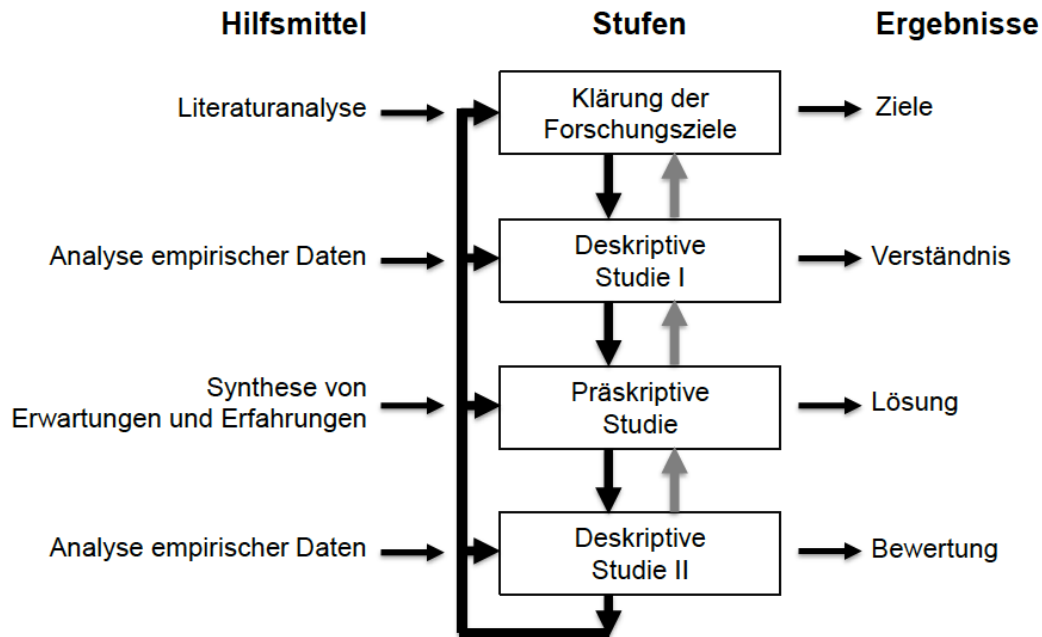 Hilfsmittel
Stufen
Ergebnisse
Literaturanalyse
Klärung der
Forschungsziele
Ziele
Analyse empirischer Daten
Deskriptive
Studie I
Verständnis
Synthese von
Erwartungen und Erfahrungen
Präskriptive
Studie
Lösung
Analyse empirischer Daten
Deskriptive
Studie II
Bewertung